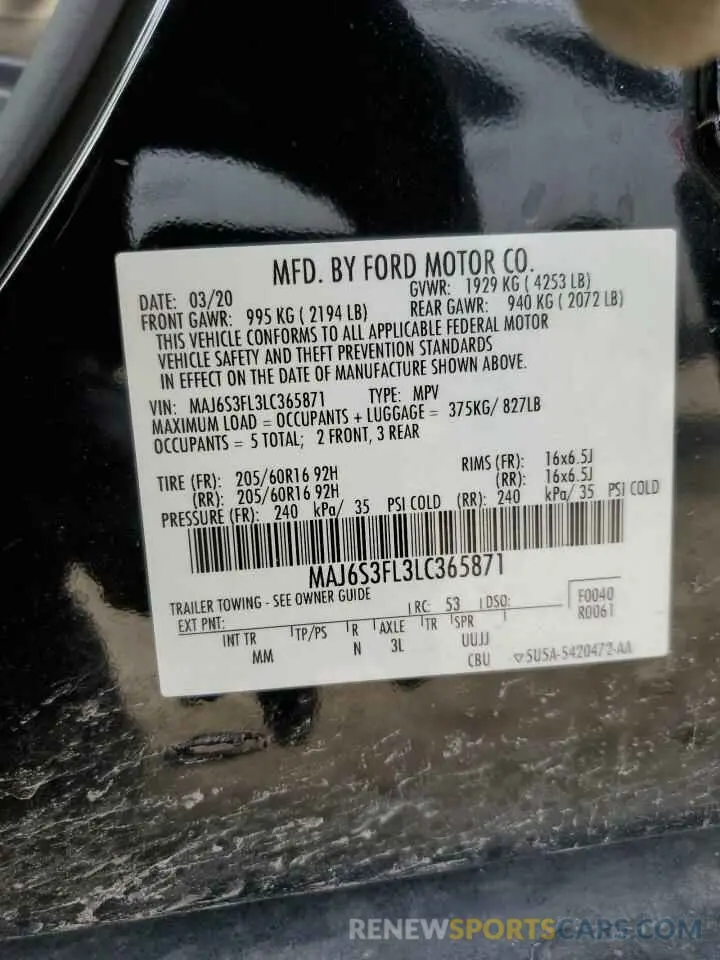 MFD. BY FORD MOTOR CO.
DATE: 03/20 GVWR: 1929 KG ( 4253 LB)
FRONT GAWR: 995 KG ( 2194 LB) REAR GAWR: 940 KG ( 2072 LB)
THIS VEHICLE CONFORMS TO ALL APPLICABLE FEDERAL MOTOR
VEHICLE SAFETY AND THEFT PREVENTION STANDARDS
IN EFFECT ON THE DATE OF MANUFACTURE SHOWN ABOVE.
VIN: MAJ6S3FL3LC365871 TYPE: MPV
MAXIMUM LOAD = OCCUPANTS + LUGGAGE = 375KG/ 827LB
OCCUPANTS = 5 TOTAL; 2 FRONT, 3 REAR
TIRE (FR): 205/60R16 92H RIMS (FR): 16x6.5J
(RR): 205/60R16 92H (RR): 16x6.5J
PRESSURE (FR): 240 kPa/ 35 PSI COLD (RR): 240 kPa/ 35 PSI COLD
MAJ6S3FL3LC365871
TRAILER TOWING - SEE OWNER GUIDE
EXT PNT: RC: 53 DSO: F0040
R0061
INT TR TP/PS R AXLE TR SPR
MM N 3L UUJJ
CBU ▽5USA-5420472-AA
RENEWSPORTSCARS.COM